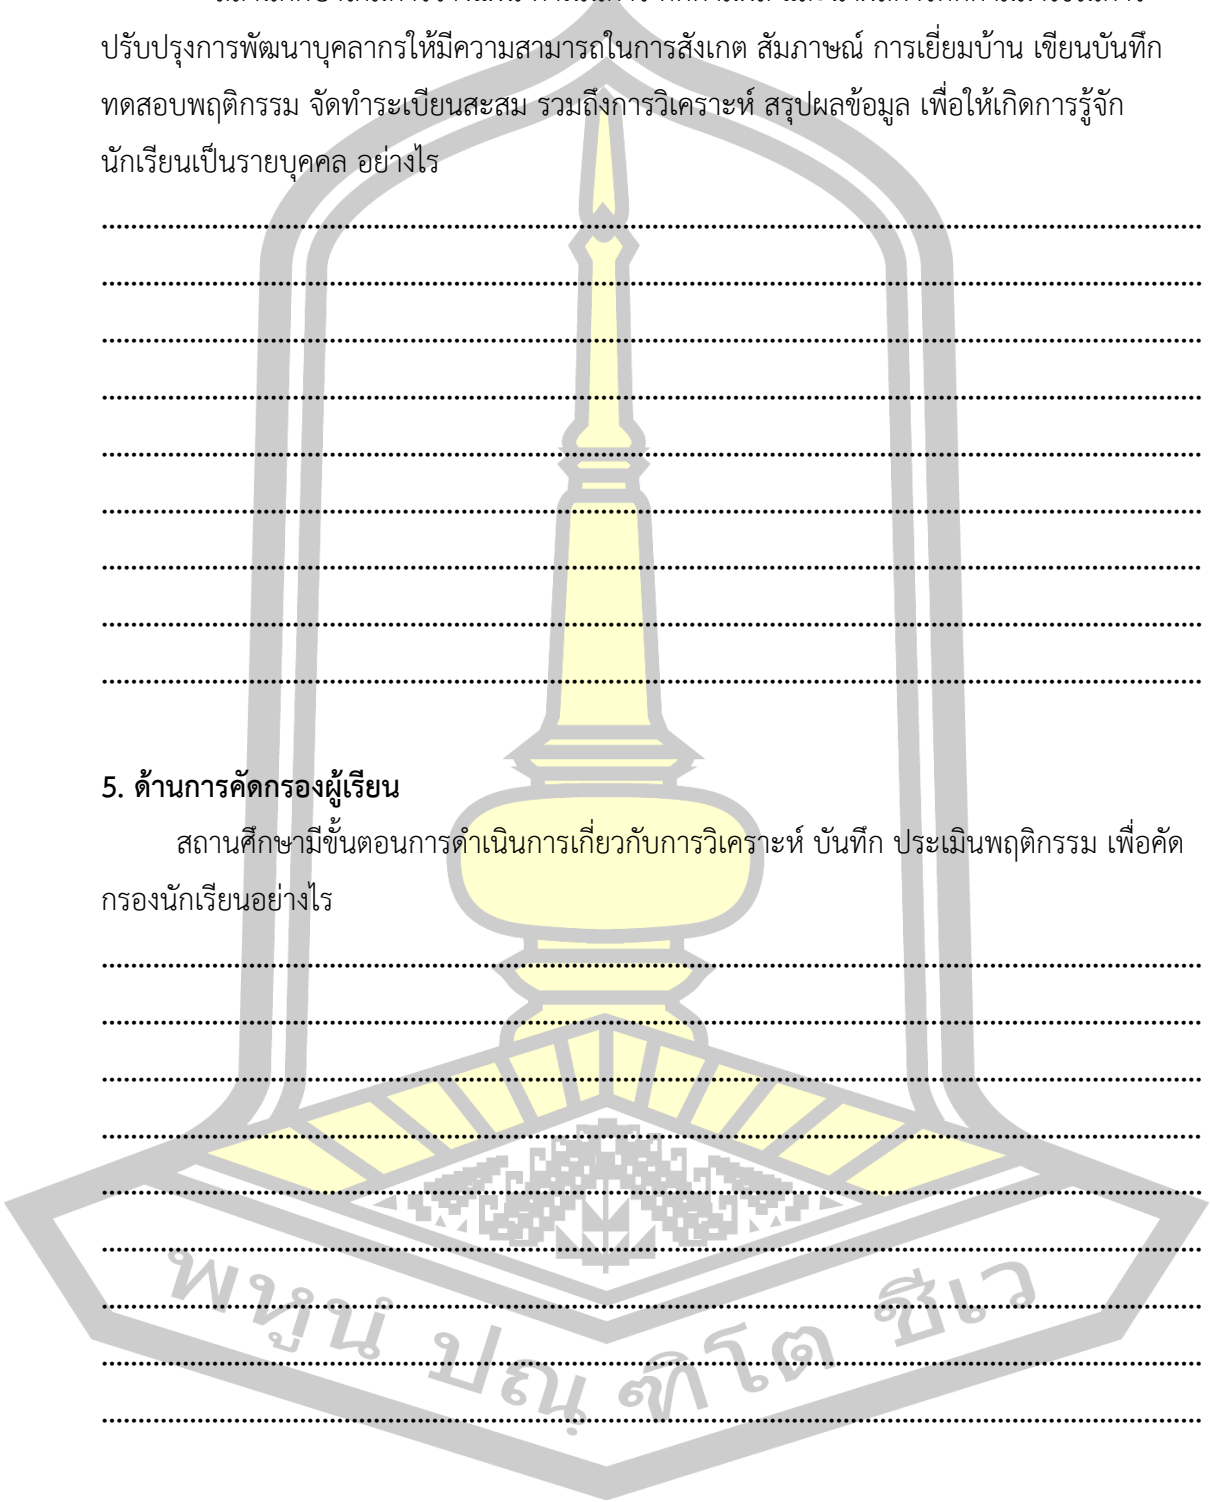 ปรับปรุงการพัฒนาบุคลากรให้มีความสามารถในการสังเกต สัมภาษณ์ การเยี่ยมบ้าน เขียนบันทึก
ทดสอบพฤติกรรม จัดทำระเบียนสะสม รวมถึงการวิเคราะห์ สรุปผลข้อมูล เพื่อให้เกิดการรู้จัก
นักเรียนเป็นรายบุคคล อย่างไร
5. ด้านการคัดกรองผู้เรียน
สถานศึกษามีขั้นตอนการดำเนินการเกี่ยวกับการวิเคราะห์ บันทึก ประเมินพฤติกรรม เพื่อคัด
กรองนักเรียนอย่างไร
พหูนํ ปณฺฑิโต ชีเว